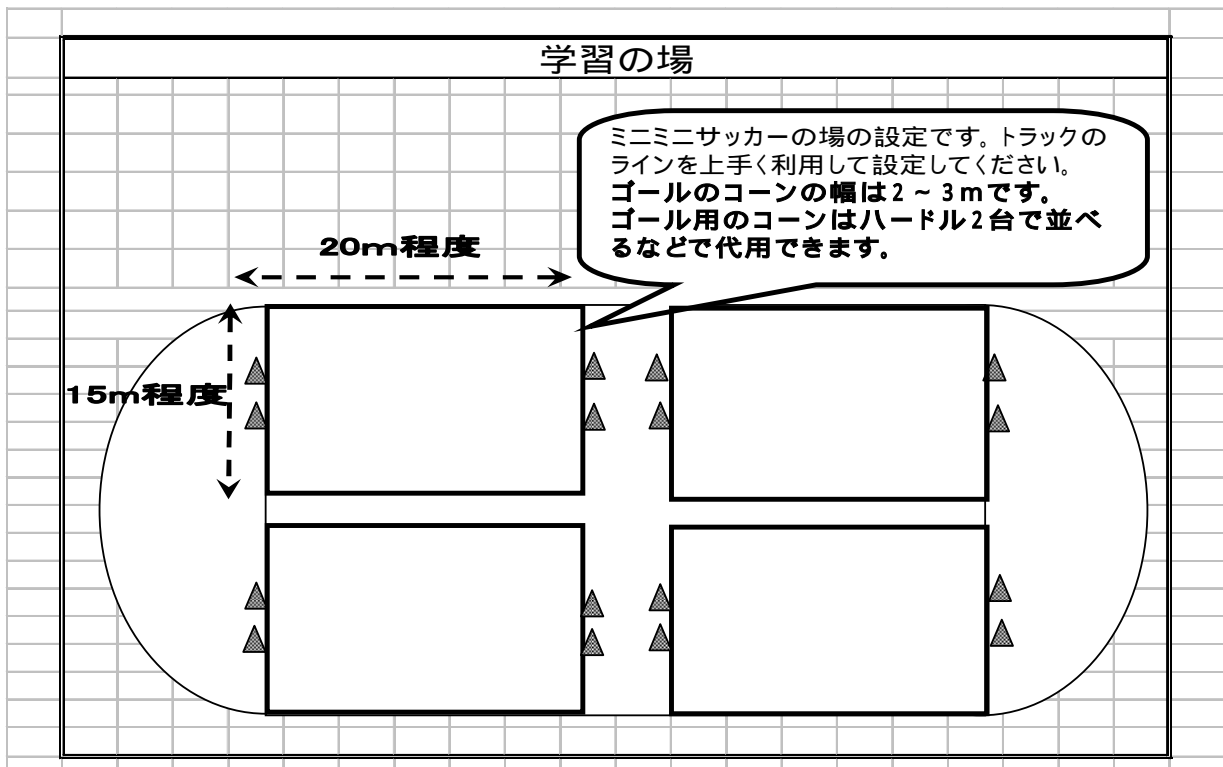 学習の場
ミニミニサッカーの場の設定です。トラックの
ラインを上手く利用して設定してください。
ゴールのコーンの幅は2～3mです。
ゴール用のコーンはハードル2台で並べ
るなどで代用できます。
20m程度
15m程度